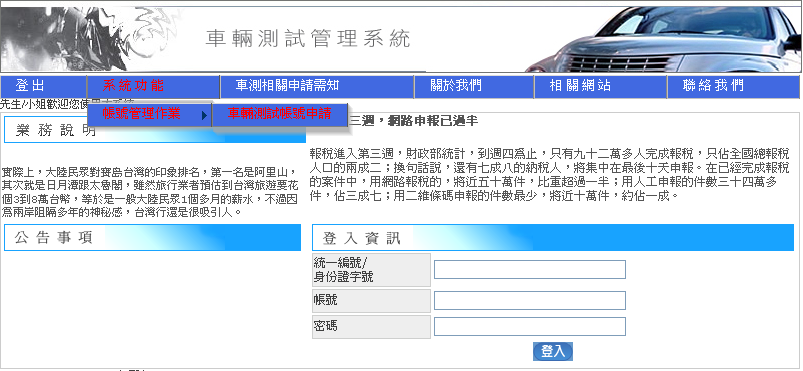 車輛測試管理系統
登 出
系 統 功 能
車測相關申請需知
關於我們
相 關 網 站
聯 絡 我 們
先生/小姐歡迎您使
帳號管理作業
車輛測試帳號申請
業 務 說 明
三週，網路申報已過半
實際上，大陸民眾對寶島台灣的印象排名，第一名是阿里山，
其次就是日月潭跟太魯閣，雖然旅行業者預估到台灣旅遊要花
個3到8萬台幣，等於是一般大陸民眾1個多月的薪水，不過因
為兩岸阻隔多年的神秘感，台灣行還是很吸引人。
報稅進入第三週，財政部統計，到週四為止，只有九十二萬多人完成報稅，只佔全國總報稅
人口的兩成二；換句話說，還有七成八的納稅人，將集中在最後十天申報。在已經完成報稅
的案件中，用網路報稅的，將近五十萬件，比重超過一半；用人工申報的件數三十四萬多
件，佔三成七；用二維條碼申報的件數最少，將近十萬件，約佔一成。
公 告 事 項
登 入 資 訊
統一編號/
身份證字號
帳號
密碼
登入